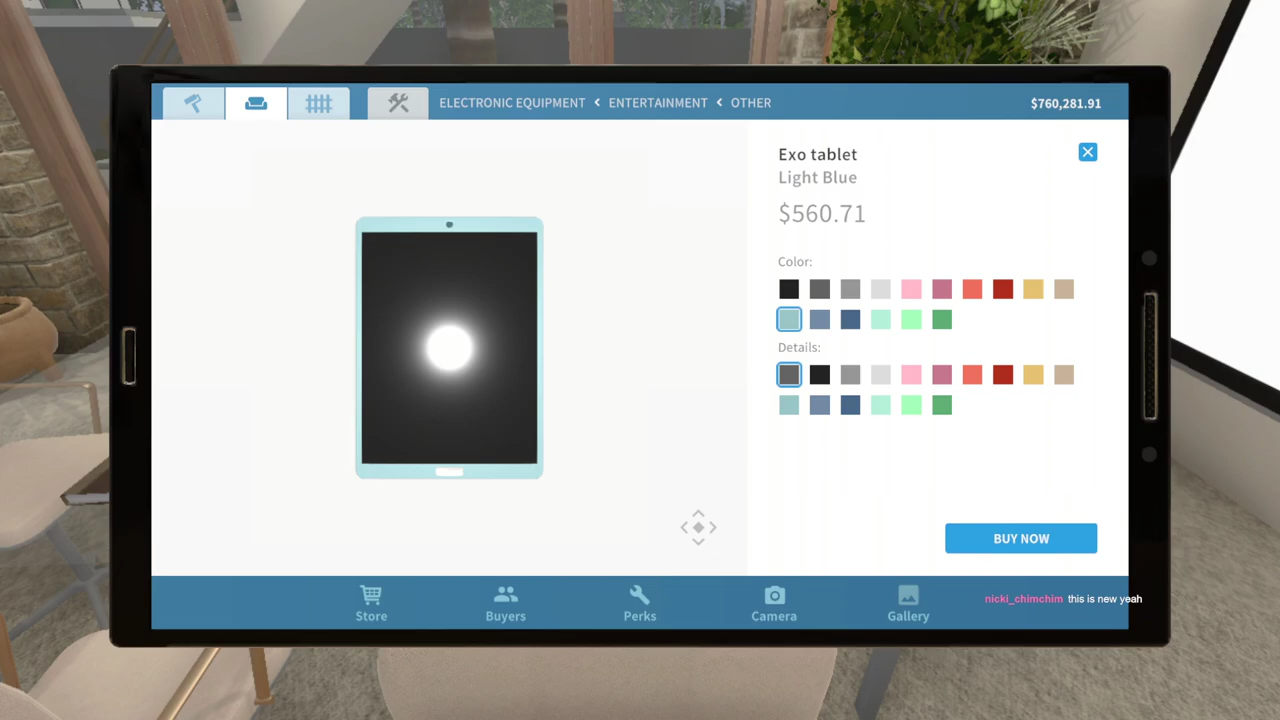 ELECTRONIC EQUIPMENT < ENTERTAINMENT < OTHER
$760,281.91
Exo tablet
Light Blue
$560.71
Color:
Details:
BUY NOW
Store
Buyers
Perks
Camera
Gallery
nicki_chimchim this is new yeah